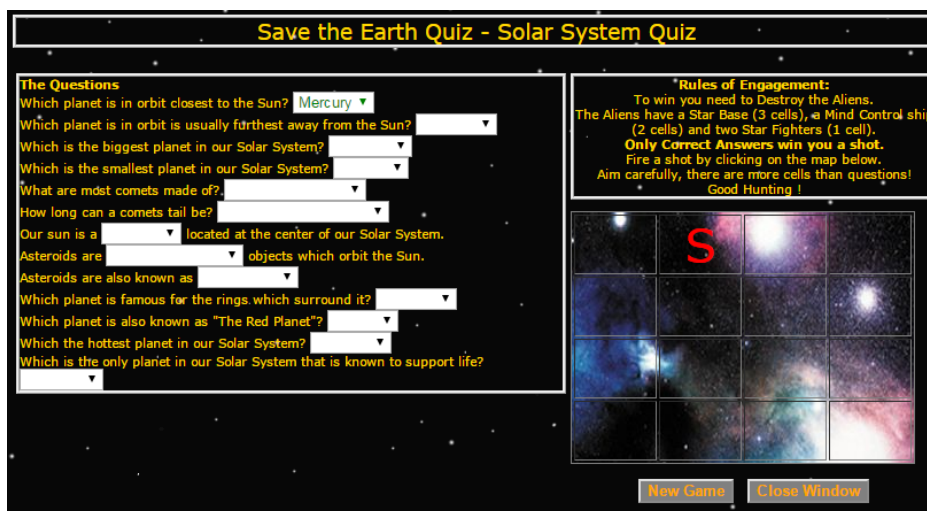 Save the Earth Quiz - Solar System Quiz
The Questions
Which planet is in orbit closest to the Sun? Mercury
Which planet is in orbit is usually furthest away from the Sun?
Which is the biggest planet in our Solar System?
Which is the smallest planet in our Solar System?
What are most comets made of?
How long can a comets tail be?
Our sun is a located at the center of our Solar System.
Asteroids are objects which orbit the Sun.
Asteroids are also known as
Which planet is famous for the rings which surround it?
Which planet is also known as "The Red Planet"?
Which the hottest planet in our Solar System?
Which is the only planet in our Solar System that is known to support life?
Rules of Engagement:
To win you need to Destroy the Aliens.
The Aliens have a Star Base (3 cells), a Mind Control ship
(2 cells) and two Star Fighters (1 cell).
Only Correct Answers win you a shot.
Fire a shot by clicking on the map below.
Aim carefully, there are more cells than questions!
Good Hunting !
S
New Game
Close Window